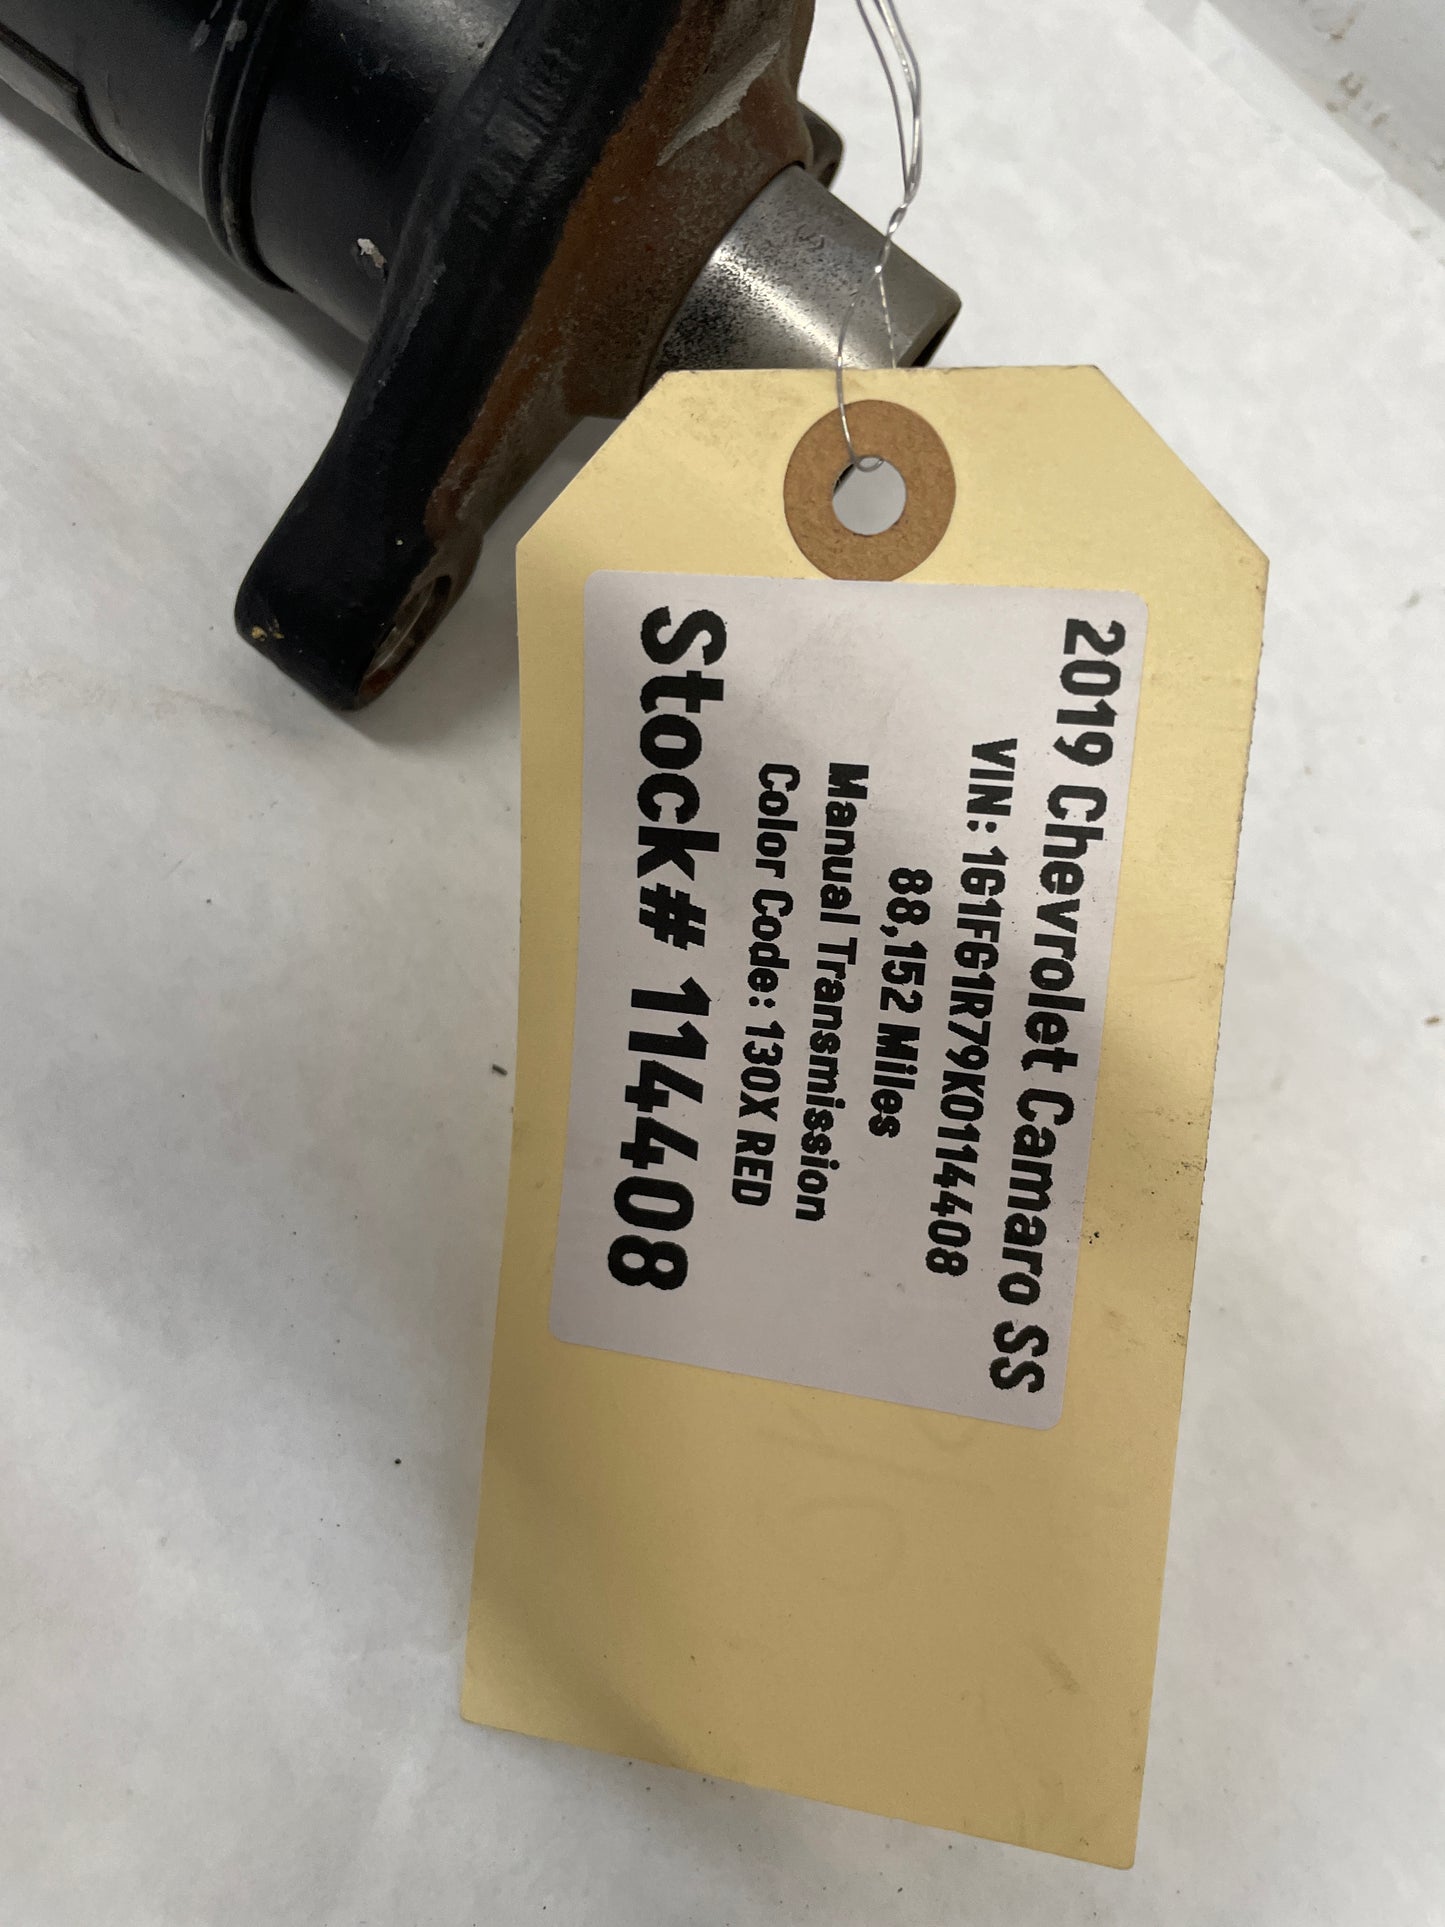 2019 Chevrolet Camaro SS
VIN: 1G1FG1R79K0114408
88,152 Miles
Manual Transmission
Color Code: 130X RED
Stock# 114408